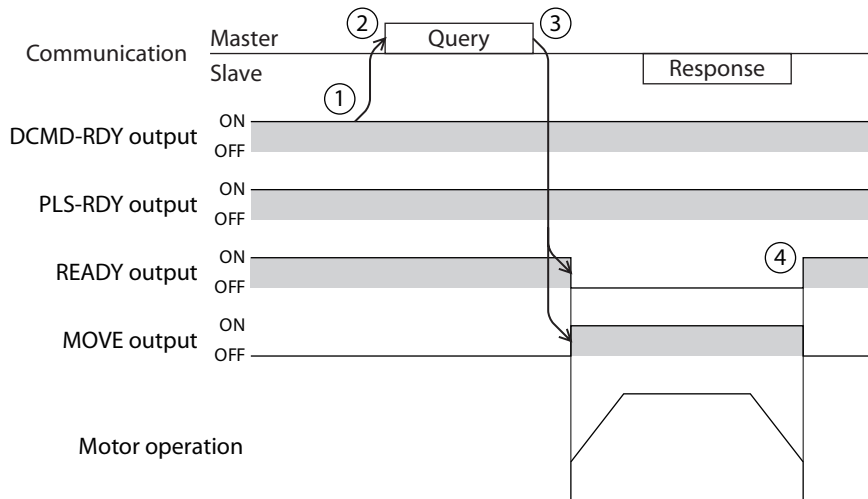 ② Query ③
Communication Master
Slave Response
①
DCMD-RDY output ON
OFF
PLS-RDY output ON
OFF
READY output ON ④
OFF
MOVE output ON
OFF
Motor operation